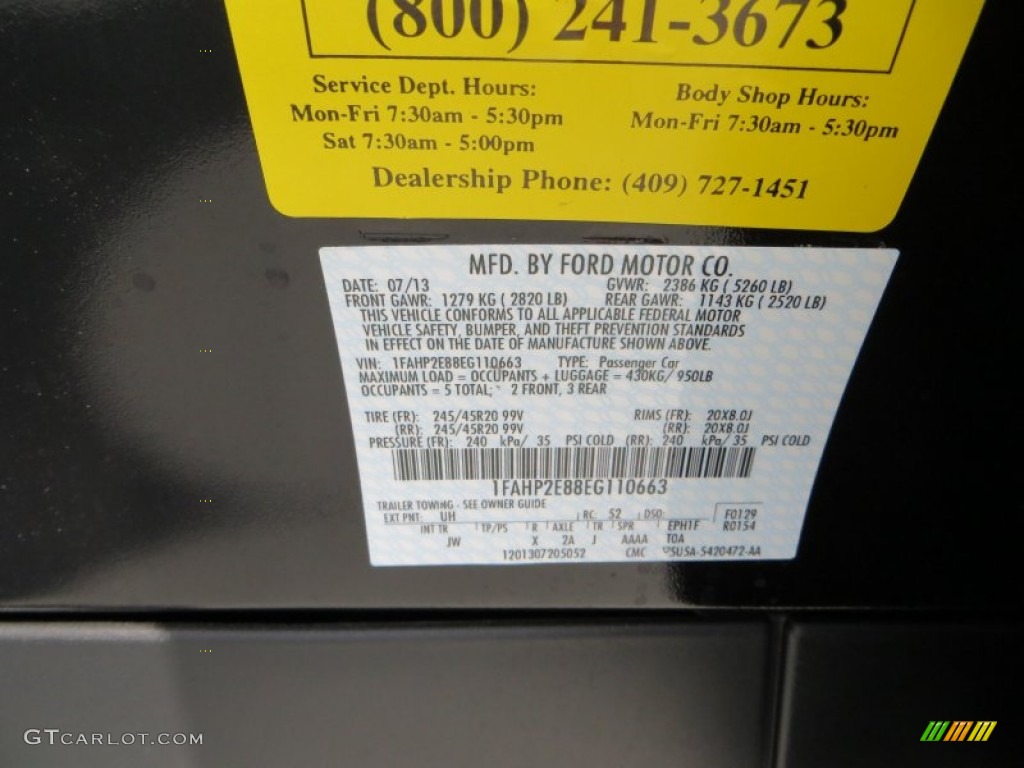 (800) 241-3673
Service Dept. Hours:
Mon-Fri 7:30am - 5:30pm
Sat 7:30am - 5:00pm
Body Shop Hours:
Mon-Fri 7:30am - 5:30pm
Dealership Phone: (409) 727-1451
MFD. BY FORD MOTOR CO.
DATE: 07/13 GVWR: 2386 KG ( 5260 LB)
FRONT GAWR: 1279 KG ( 2820 LB) REAR GAWR: 1143 KG ( 2520 LB)
THIS VEHICLE CONFORMS TO ALL APPLICABLE FEDERAL MOTOR
VEHICLE SAFETY, BUMPER, AND THEFT PREVENTION STANDARDS
IN EFFECT ON THE DATE OF MANUFACTURE SHOWN ABOVE.
VIN: 1FAHP2E88EG110663 TYPE: Passenger Car
MAXIMUM LOAD = OCCUPANTS + LUGGAGE = 430KG/ 950LB
OCCUPANTS = 5 TOTAL; 2 FRONT, 3 REAR
TIRE (FR): 245/45R20 99V RIMS (FR): 20X8.0J
(RR): 245/45R20 99V (RR): 20X8.0J
PRESSURE (FR): 240 kPa/ 35 PSI COLD (RR): 240 kPa/ 35 PSI COLD
1FAHP2E88EG110663
TRAILER TOWING - SEE OWNER GUIDE
EXT PNT: UH RC: 52 DSO: F0129
INT TR TP/PS R AXLE TR SPR EPH1F R0154
JW X 2A J AAAA TOA
1201307205052 CMC 5USA-5420472-AA
GTCARLOT.COM